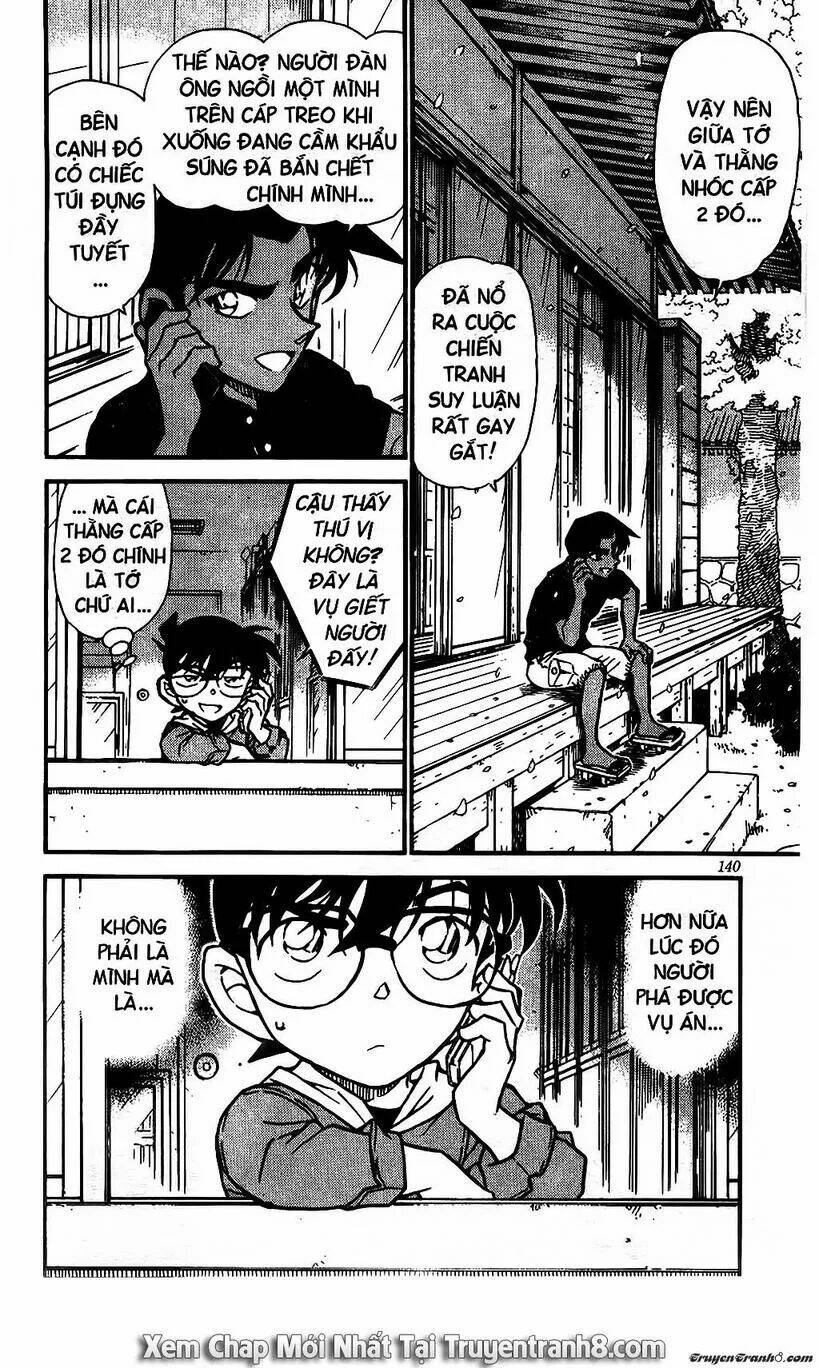 THẾ NÀO? NGƯỜI ĐÀN
ÔNG NGỒI MỘT MÌNH
TRÊN CÁP TREO KHI
XUỐNG ĐANG CẦM KHẨU
SÚNG ĐÃ BẮN CHẾT
CHÍNH MÌNH...
BÊN
CẠNH ĐÓ
CÓ CHIẾC
TÚI ĐỰNG
ĐẦY
TUYẾT
...
VẬY NÊN
GIỮA TỚ
VÀ THẰNG
NHÓC CẤP
2 ĐÓ...
ĐÃ NỔ
RA CUỘC
CHIẾN
TRANH
SUY LUẬN
RẤT GAY
GẮT!
... MÀ CÁI
THẰNG CẤP
2 ĐÓ CHÍNH
LÀ TỚ
CHỨ AI...
CẬU THẤY
THÚ VỊ
KHÔNG?
ĐÂY LÀ
VỤ GIẾT
NGƯỜI
ĐẤY!
140
KHÔNG
PHẢI LÀ
MÌNH MÀ
LÀ...
HƠN NỮA
LÚC ĐÓ
NGƯỜI
PHÁ ĐƯỢC
VỤ ÁN...
Xem Chap Mới Nhất Tại Truyentranh8.com
TruyenTranh8.com